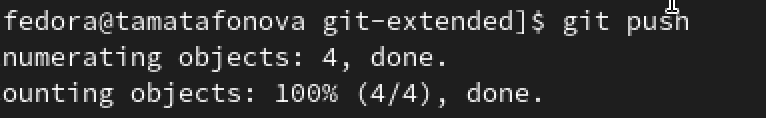 fedora@tamatafonova git-extended]$ git push
numerating objects: 4, done.
ounting objects: 100% (4/4), done.